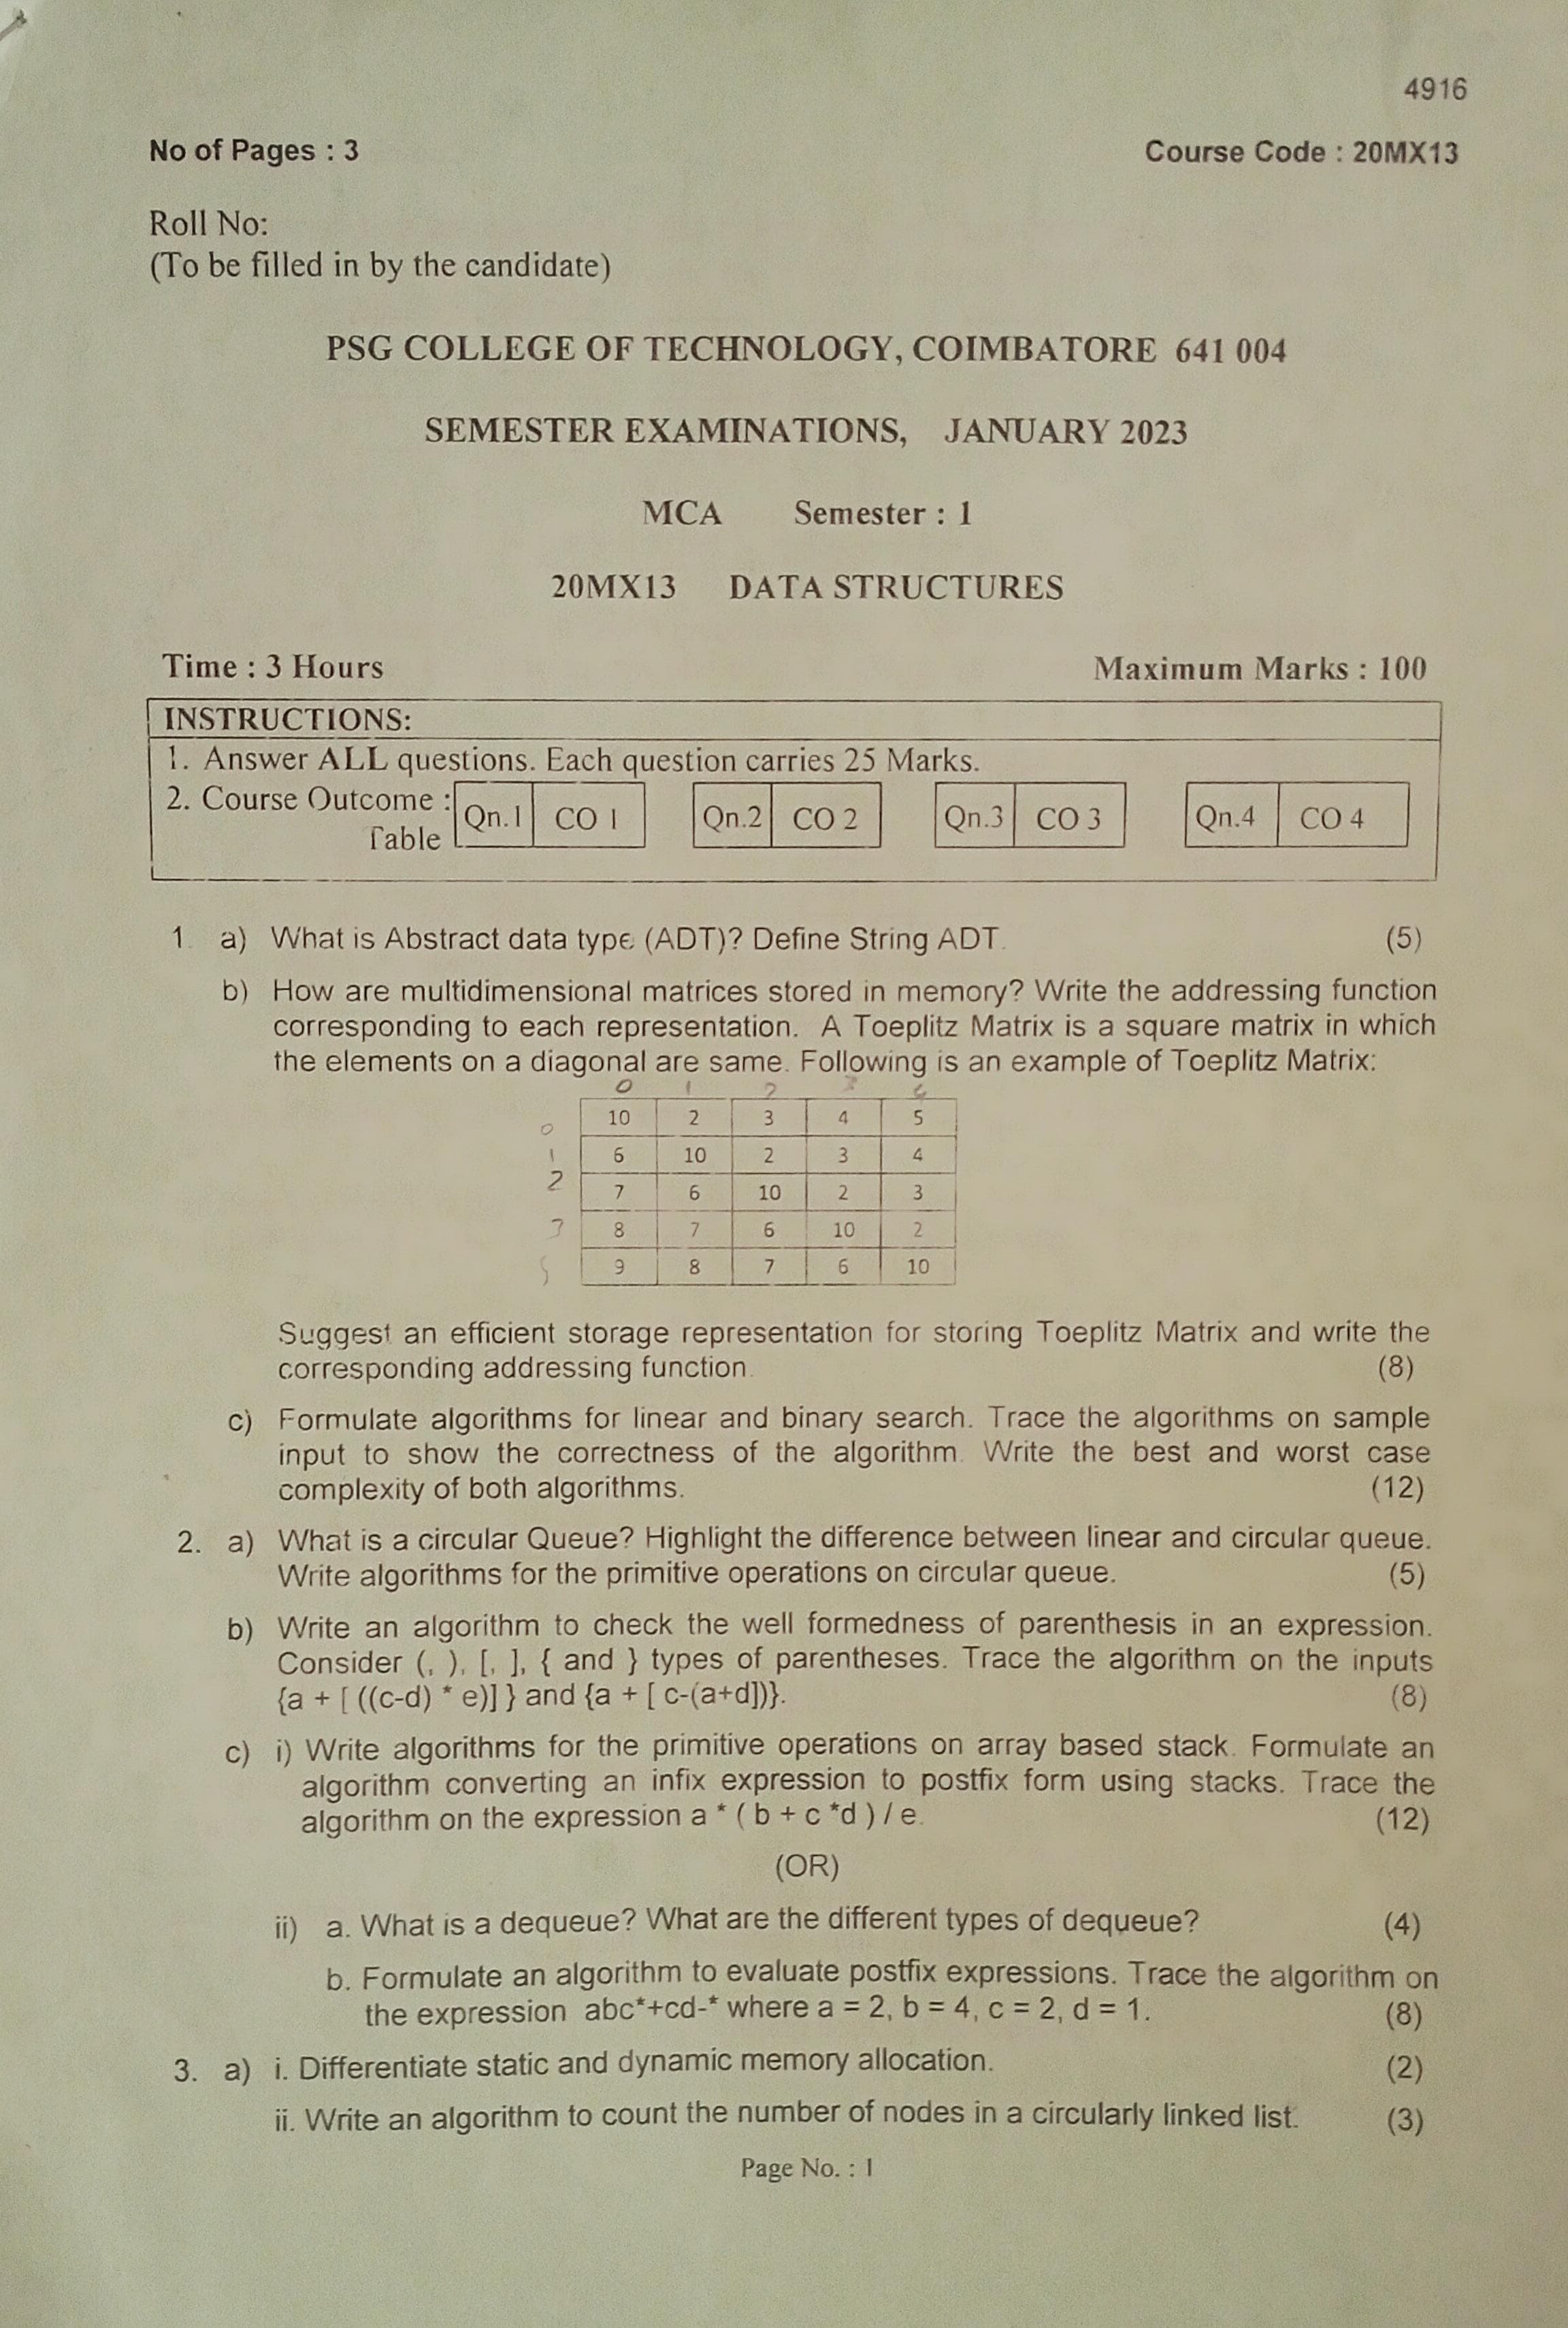 4916
No of Pages : 3 Course Code : 20MX13
Roll No:
(To be filled in by the candidate)
PSG COLLEGE OF TECHNOLOGY, COIMBATORE 641 004
SEMESTER EXAMINATIONS, JANUARY 2023
MCA Semester : 1
20MX13 DATA STRUCTURES
Time : 3 Hours Maximum Marks : 100
INSTRUCTIONS:
1. Answer ALL questions. Each question carries 25 Marks.
2. Course Outcome : Qn.1 CO 1 Qn.2 CO 2 Qn.3 CO 3 Qn.4 CO 4
Table
1. a) What is Abstract data type (ADT)? Define String ADT. (5)
b) How are multidimensional matrices stored in memory? Write the addressing function
corresponding to each representation. A Toeplitz Matrix is a square matrix in which
the elements on a diagonal are same. Following is an example of Toeplitz Matrix:
0 1 2
0 10 2 3 4 5
1 6 10 2 3 4
2 7 6 10 2 3
3 8 7 6 10 2
9 8 7 6 10
Suggest an efficient storage representation for storing Toeplitz Matrix and write the
corresponding addressing function. (8)
c) Formulate algorithms for linear and binary search. Trace the algorithms on sample
input to show the correctness of the algorithm. Write the best and worst case
complexity of both algorithms. (12)
2. a) What is a circular Queue? Highlight the difference between linear and circular queue.
Write algorithms for the primitive operations on circular queue. (5)
b) Write an algorithm to check the well formedness of parenthesis in an expression.
Consider (, ), [, ], { and } types of parentheses. Trace the algorithm on the inputs
{a + [ ((c-d) * e)] } and {a + [ c-(a+d])}. (8)
c) i) Write algorithms for the primitive operations on array based stack. Formulate an
algorithm converting an infix expression to postfix form using stacks. Trace the
algorithm on the expression a * ( b + c *d ) / e. (12)
(OR)
ii) a. What is a dequeue? What are the different types of dequeue? (4)
b. Formulate an algorithm to evaluate postfix expressions. Trace the algorithm on
the expression abc*+cd-* where a = 2, b = 4, c = 2, d = 1. (8)
3. a) i. Differentiate static and dynamic memory allocation. (2)
ii. Write an algorithm to count the number of nodes in a circularly linked list. (3)
Page No. : 1